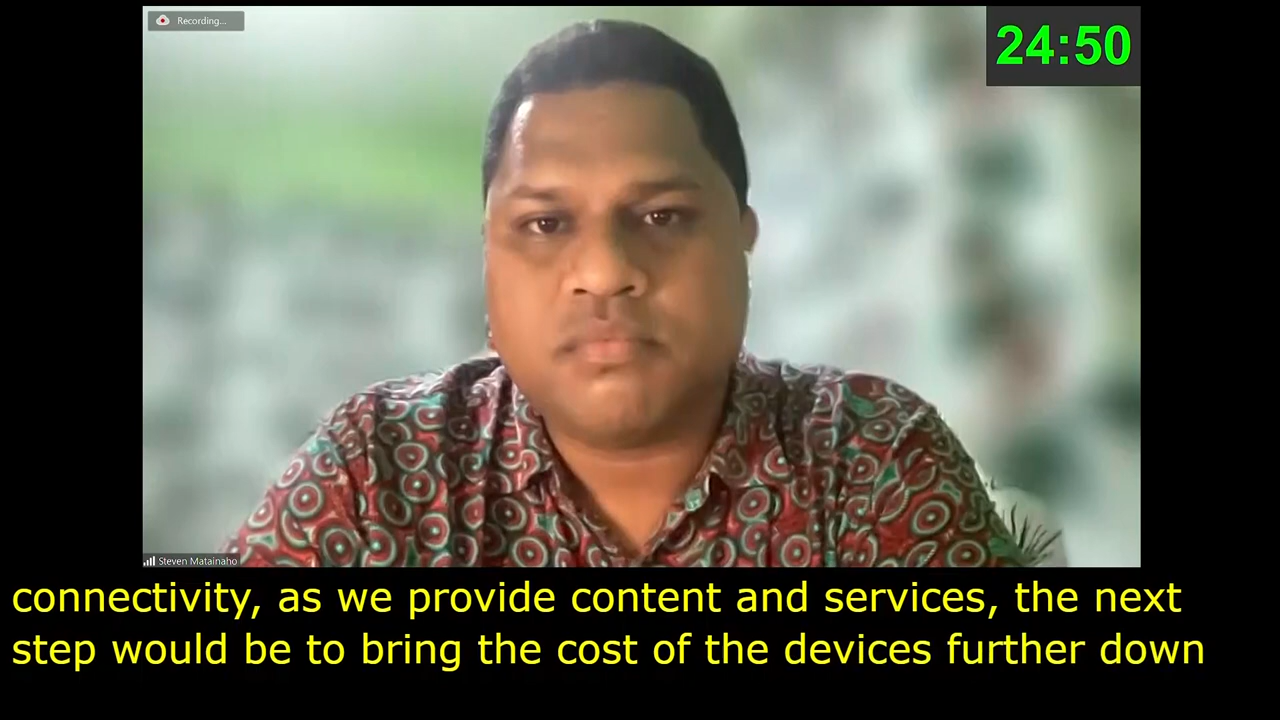 Recording...
24:50
Steven Matainaho
connectivity, as we provide content and services, the next
step would be to bring the cost of the devices further down